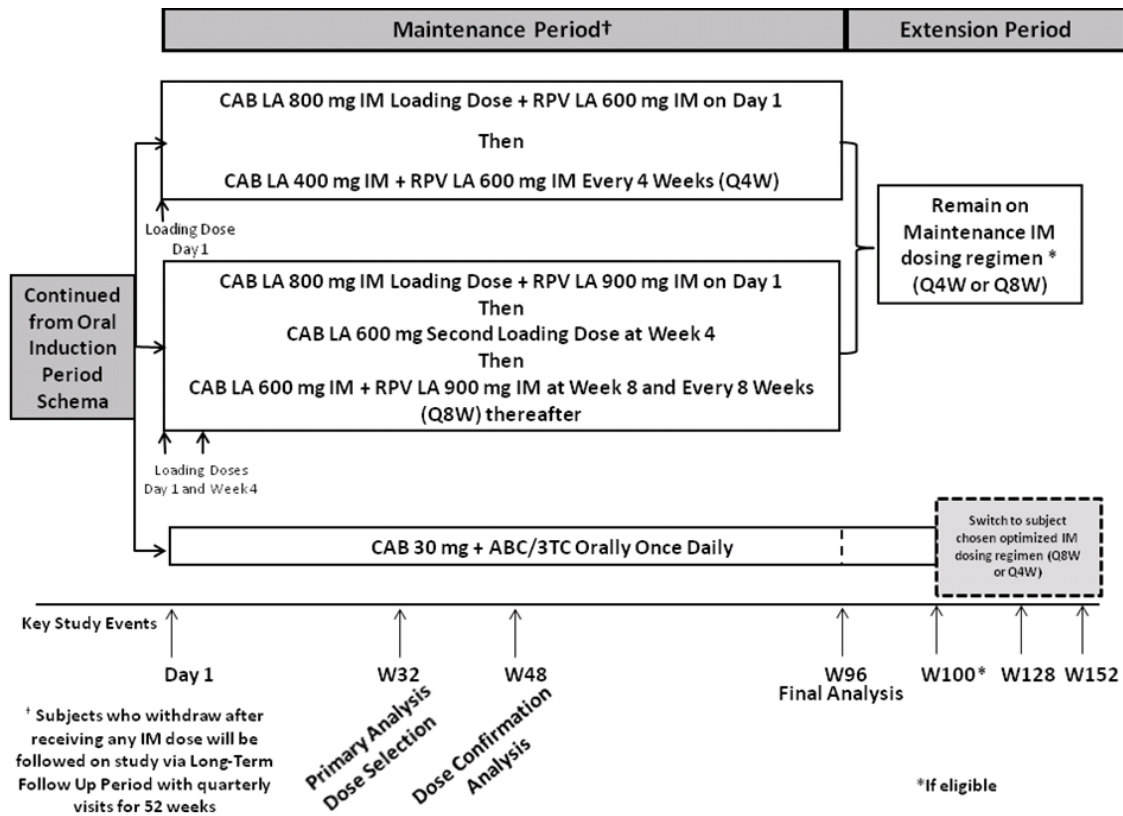 Maintenance Period†
Extension Period
CAB LA 800 mg IM Loading Dose + RPV LA 600 mg IM on Day 1
Then
CAB LA 400 mg IM + RPV LA 600 mg IM Every 4 Weeks (Q4W)
Loading Dose
Day 1
Remain on
Maintenance IM
dosing regimen *
(Q4W or Q8W)
Continued
from Oral
Induction
Period
Schema
CAB LA 800 mg IM Loading Dose + RPV LA 900 mg IM on Day 1
Then
CAB LA 600 mg Second Loading Dose at Week 4
Then
CAB LA 600 mg IM + RPV LA 900 mg IM at Week 8 and Every 8 Weeks
(Q8W) thereafter
Loading Doses
Day 1 and Week 4
CAB 30 mg + ABC/3TC Orally Once Daily
Switch to subject
chosen optimized IM
dosing regimen (Q8W
or Q4W)
Key Study Events
Day 1
W32
W48
W96
W100*
W128
W152
Final Analysis
Primary Analysis
Dose Selection
Dose Confirmation
Analysis
† Subjects who withdraw after
receiving any IM dose will be
followed on study via Long-Term
Follow Up Period with quarterly
visits for 52 weeks
*If eligible